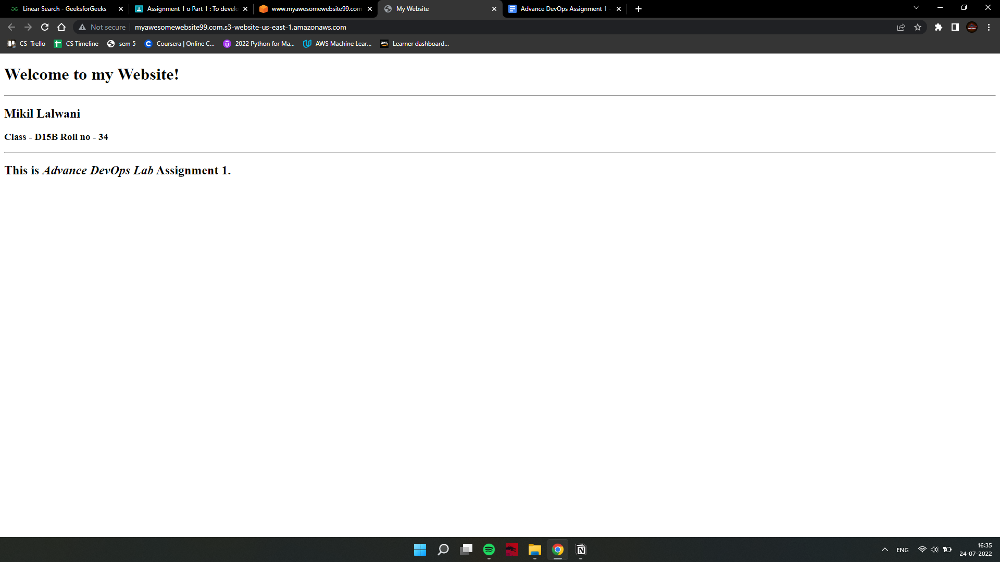 Linear Search - GeeksforGeeks
Assignment 1 o Part 1 : To develo
www.myawesomewebsite99.com
My Website
Advance DevOps Assignment 1 -
Not secure
myawesomewebsite99.com.s3-website-us-east-1.amazonaws.com
CS Trello
CS Timeline
sem 5
Coursera | Online C...
2022 Python for Ma...
AWS Machine Lear...
aws
Learner dashboard...
Welcome to my Website!
Mikil Lalwani
Class - D15B Roll no - 34
This is Advance DevOps Lab Assignment 1.
ENG
16:35
24-07-2022